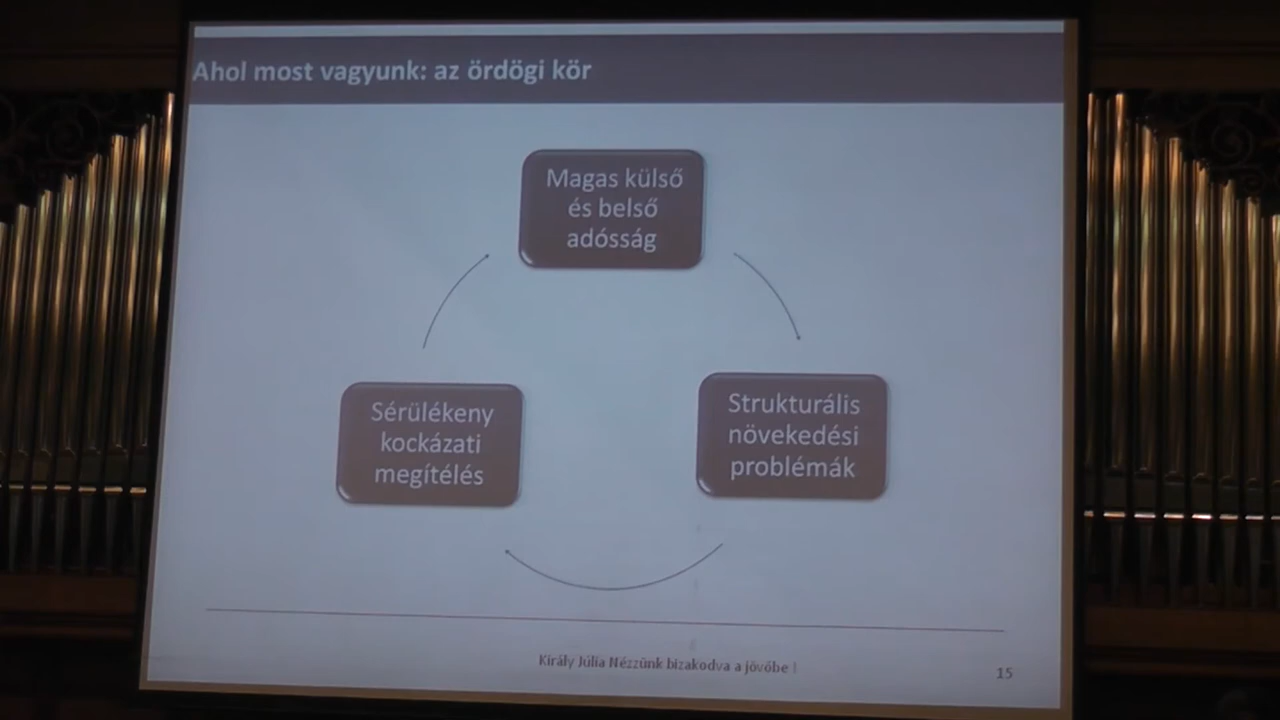 Ahol most vagyunk: az ördögi kör
Magas külső
és belső
adósság
Sérülékeny
kockázati
megítélés
Strukturális
növekedési
problémák
Király Júlia Nézzünk bizakodva a jövőbe !
15